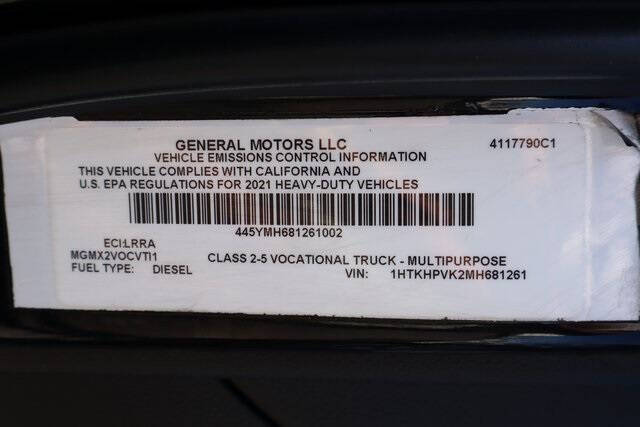 GENERAL MOTORS LLC 4117790C1
VEHICLE EMISSIONS CONTROL INFORMATION
THIS VEHICLE COMPLIES WITH CALIFORNIA AND
U.S. EPA REGULATIONS FOR 2021 HEAVY-DUTY VEHICLES
445YMH681261002
ECI:LRRA
MGMX2VOCVTI1 CLASS 2-5 VOCATIONAL TRUCK - MULTIPURPOSE
FUEL TYPE: DIESEL VIN: 1HTKHPVK2MH681261